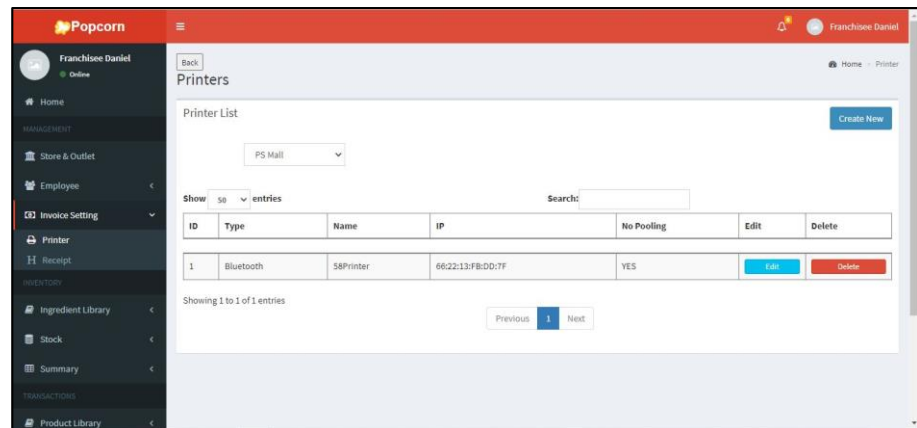 Popcorn
Franchisee Daniel
Franchisee Daniel
Online
Home
MANAGEMENT
Store & Outlet
Employee
Invoice Setting
Printer
Receipt
INVENTORY
Ingredient Library
Stock
Summary
TRANSACTIONS
Product Library
Back
Home > Printer
Printers
Printer List
Create New
PS Mall
Show 50 entries
Search:
ID Type Name IP No Pooling Edit Delete
1 Bluetooth 58Printer 66:22:13:FB:DD:7F YES Edit Delete
Showing 1 to 1 of 1 entries
Previous 1 Next